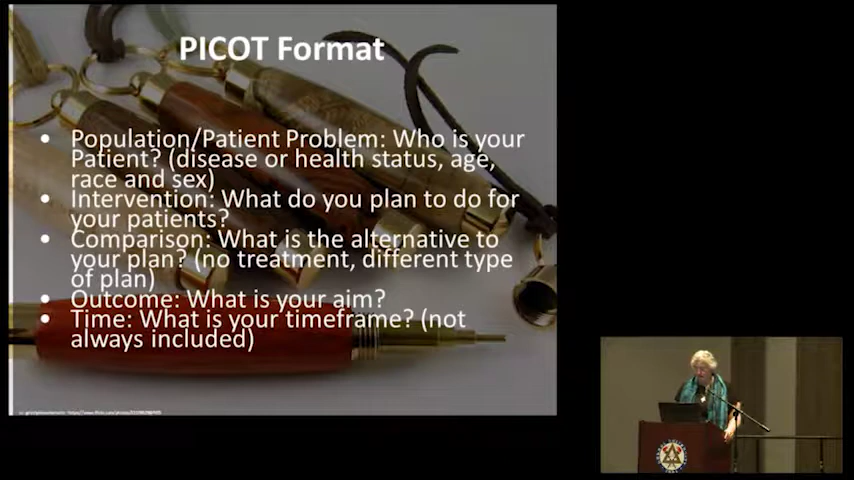 PICOT Format
• Population/Patient Problem: Who is your
Patient? (disease or health status, age,
race and sex)
• Intervention: What do you plan to do for
your patients?
• Comparison: What is the alternative to
your plan? (no treatment, different type
of plan)
• Outcome: What is your aim?
• Time: What is your timeframe? (not
always included)